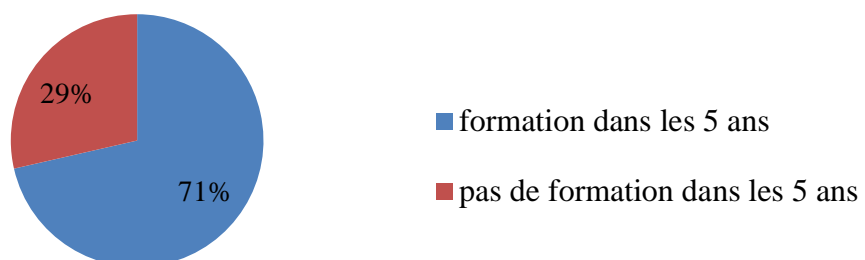 29%
71%
formation dans les 5 ans
pas de formation dans les 5 ans